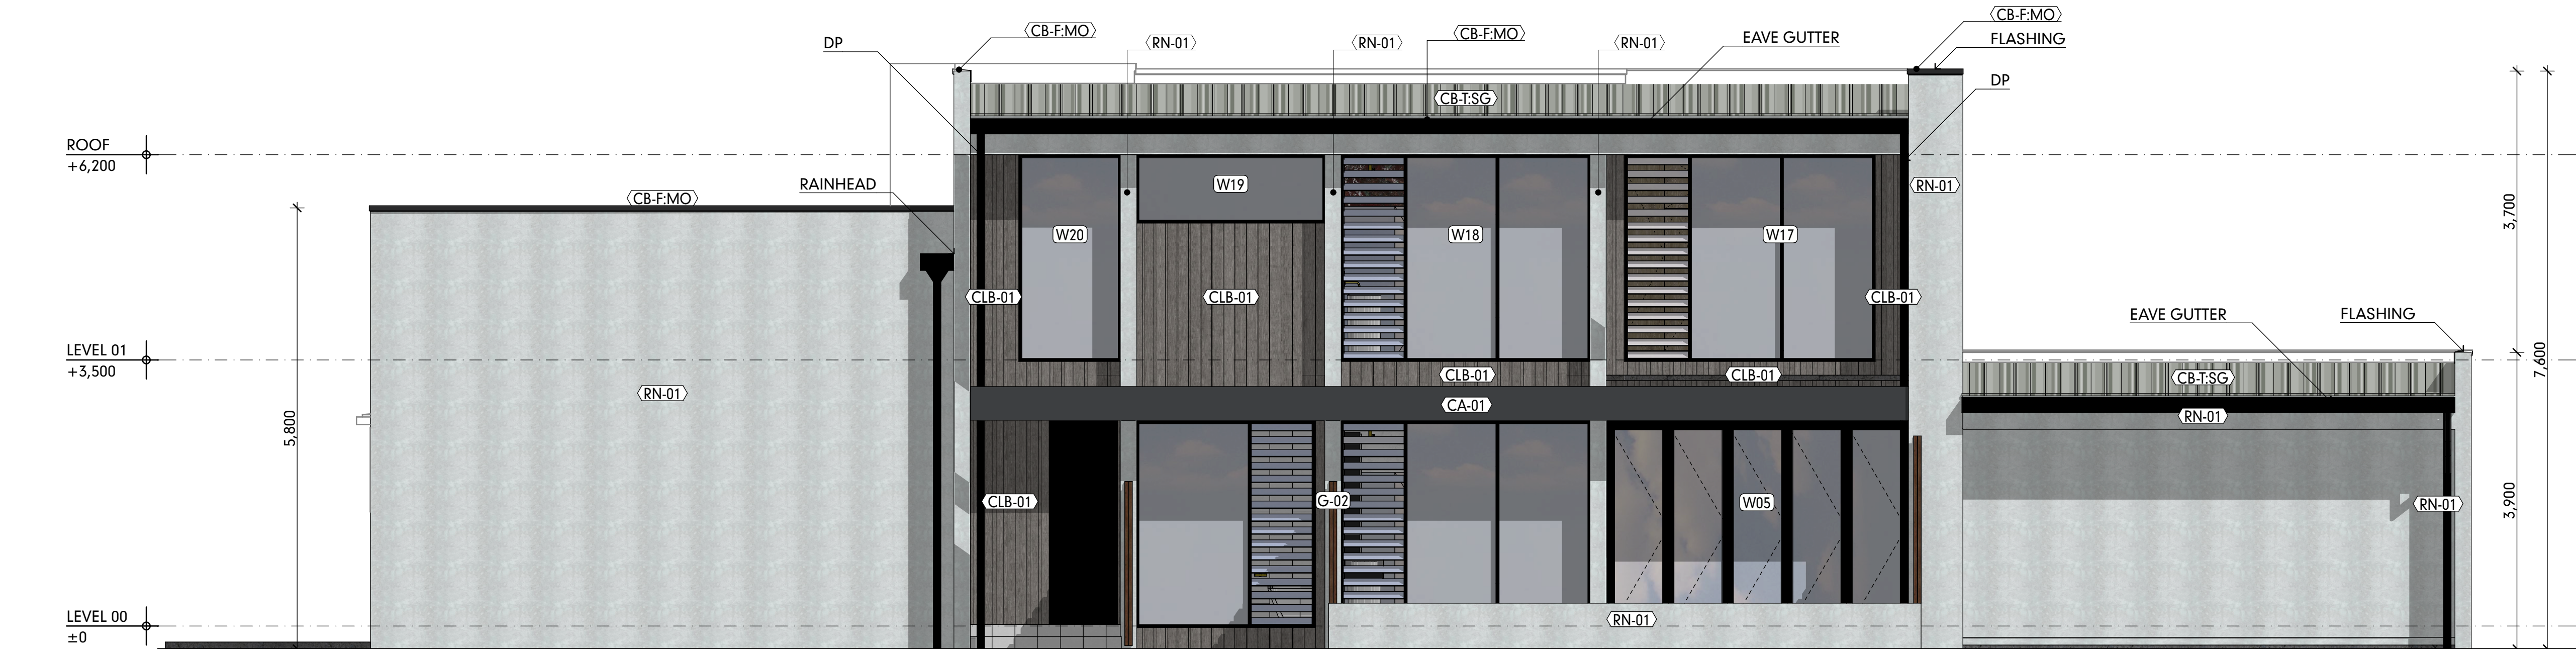 CB-F:MO
CB-F:MO
CB-F:MO
DP
RN-01
RN-01
RN-01
EAVE GUTTER
FLASHING
DP
CB-T:SG
ROOF
+6,200
RAINHEAD
CB-F:MO
W19
RN-01
W20
W18
W17
3,700
CLB-01
CLB-01
CLB-01
EAVE GUTTER
FLASHING
LEVEL 01
+3,500
7,600
CLB-01
CLB-01
CB-T:SG
RN-01
CA-01
RN-01
5,800
CLB-01
G-02
W05
RN-01
3,900
LEVEL 00
±0
RN-01